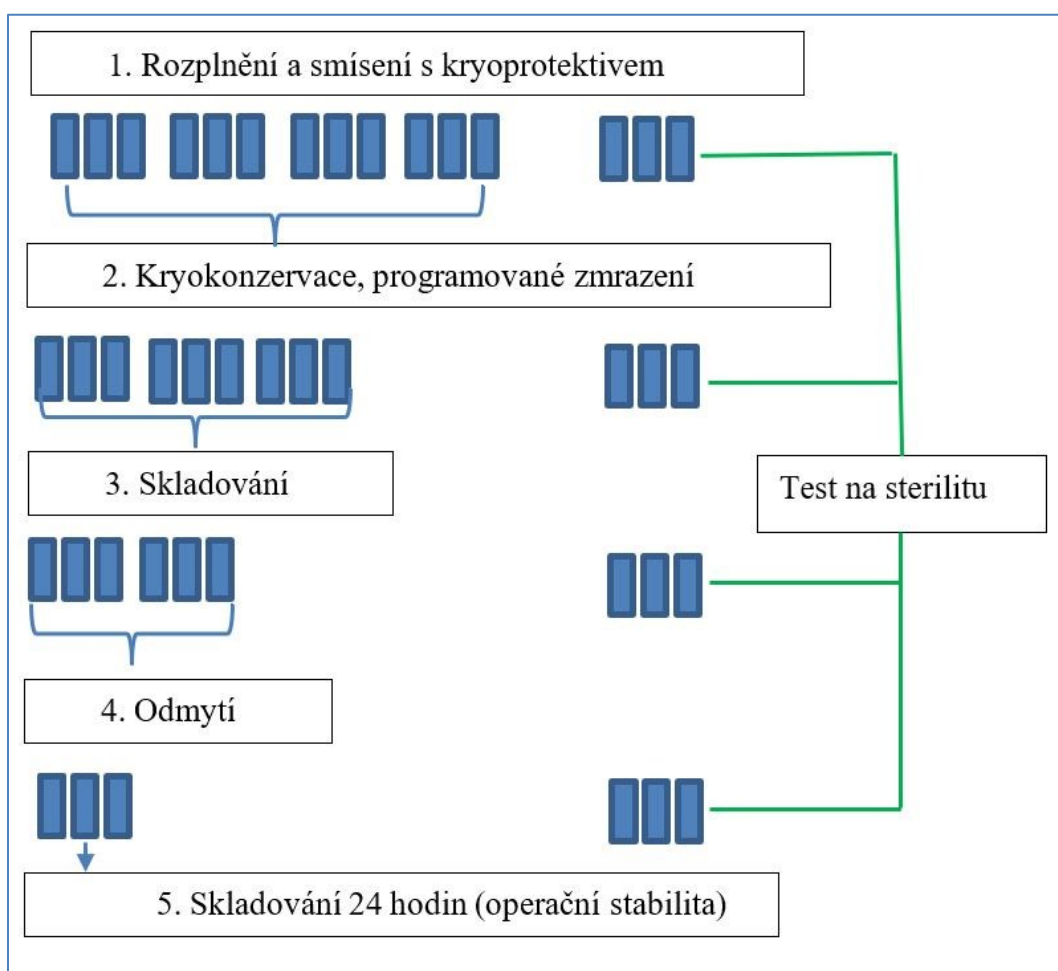 1. Rozplnění a smísení s kryoprotektivem
2. Kryokonzervace, programované zmrazení
3. Skladování
Test na sterilitu
4. Odmytí
5. Skladování 24 hodin (operační stabilita)